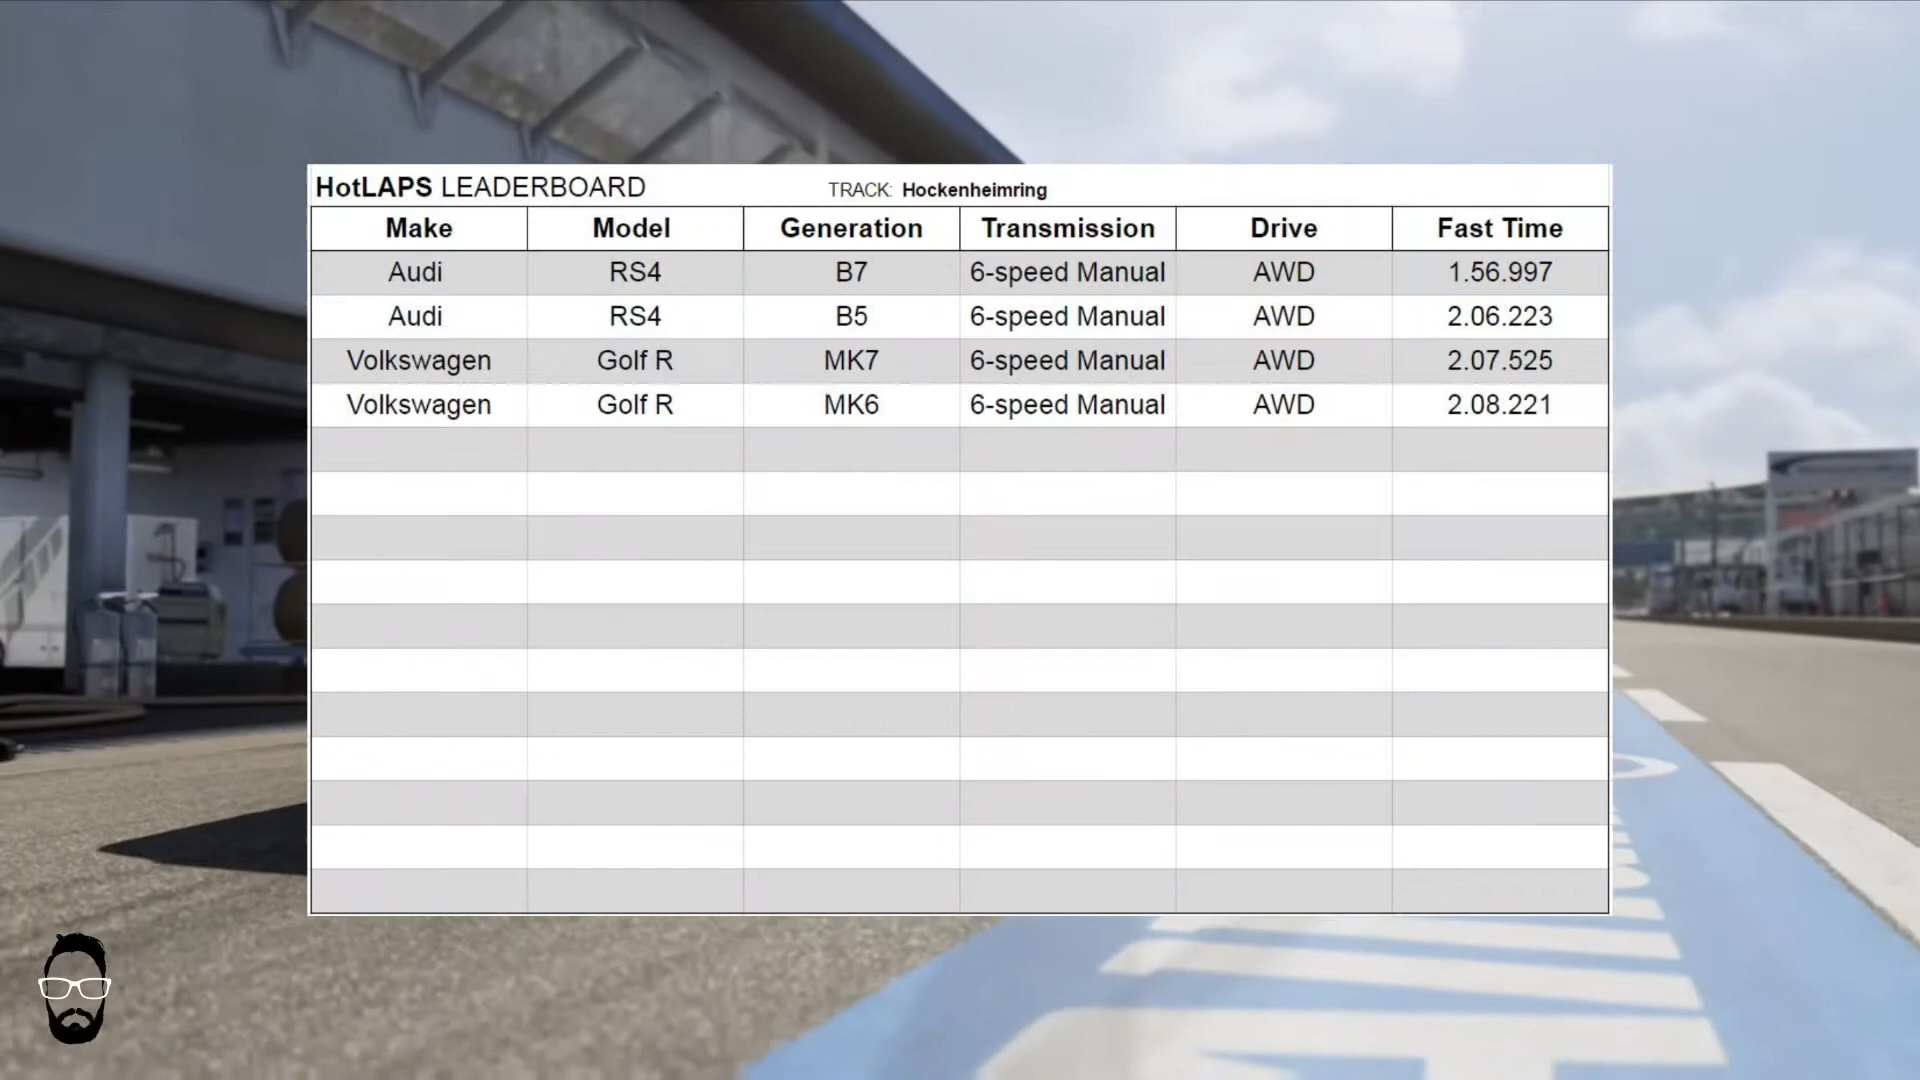 HotLAPS LEADERBOARD TRACK: Hockenheimring
Make Model Generation Transmission Drive Fast Time
Audi RS4 B7 6-speed Manual AWD 1.56.997
Audi RS4 B5 6-speed Manual AWD 2.06.223
Volkswagen Golf R MK7 6-speed Manual AWD 2.07.525
Volkswagen Golf R MK6 6-speed Manual AWD 2.08.221